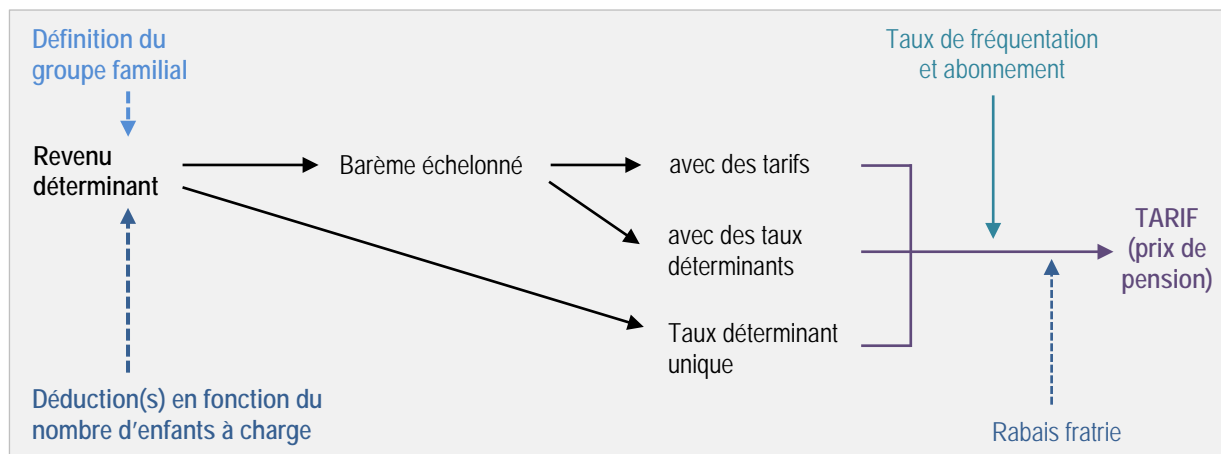 Définition du
groupe familial
Taux de fréquentation
et abonnement
Revenu
déterminant
Barème échelonné
avec des tarifs
avec des taux
déterminants
TARIF
(prix de
pension)
Taux déterminant
unique
Déduction(s) en fonction du
nombre d’enfants à charge
Rabais fratrie